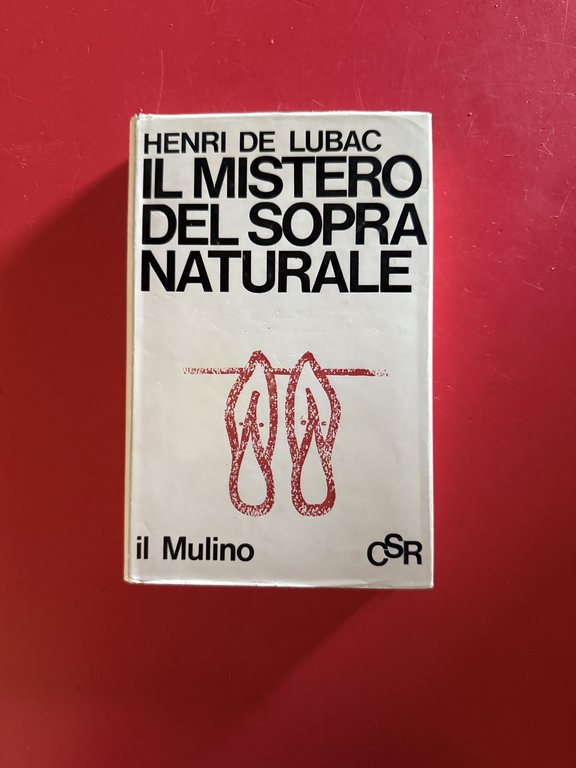 HENRI DE LUBAC
IL MISTERO
DEL SOPRA
NATURALE
il Mulino
CSR